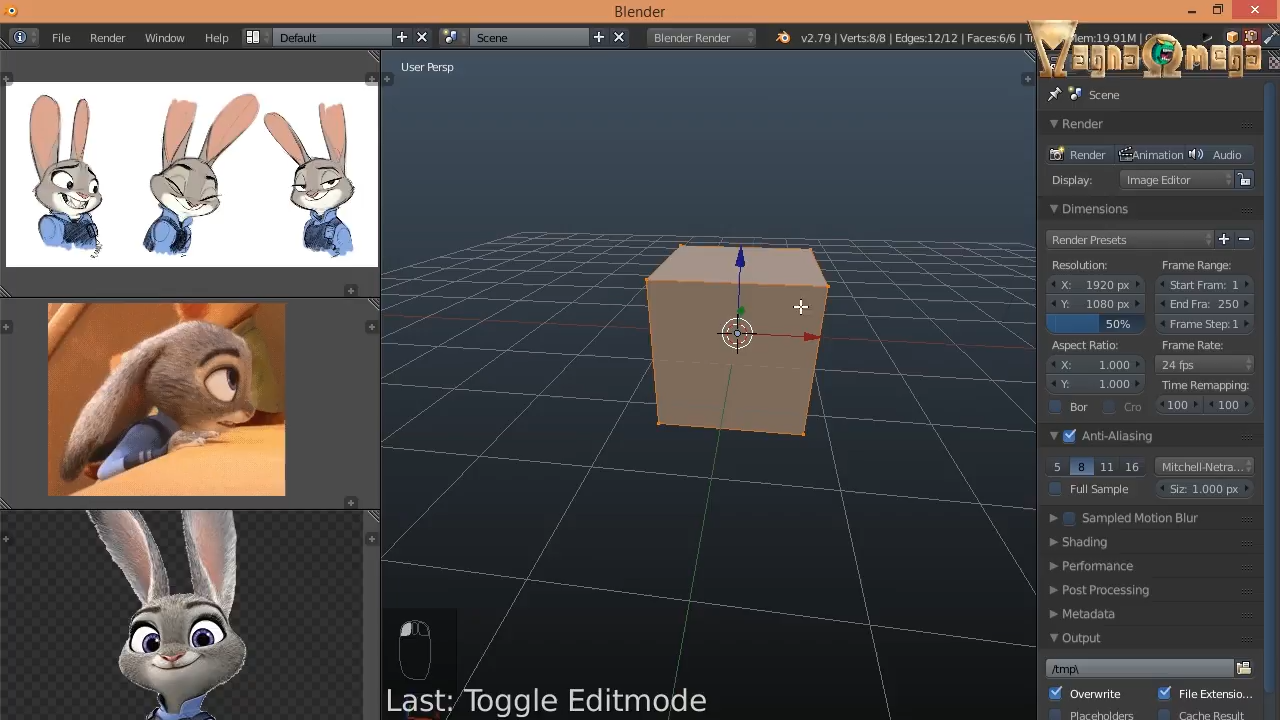 Blender
File Render Window Help Default Scene Blender Render v2.79 | Verts:8/8 | Edges:12/12 | Faces:6/6 | Mem:19.91M
Magna Omega
User Persp
Scene
Render
Render Animation Audio
Display: Image Editor
Dimensions
Render Presets
Resolution: Frame Range:
X: 1920 px Start Fram: 1
Y: 1080 px End Fra: 250
50% Frame Step: 1
Aspect Ratio: Frame Rate:
X: 1.000 24 fps
Y: 1.000 Time Remapping:
Bor Cro 100 100
Anti-Aliasing
5 8 11 16 Mitchell-Netra...
Full Sample Siz: 1.000 px
Sampled Motion Blur
Shading
Performance
Post Processing
Metadata
Output
/tmp\
Overwrite File Extensio...
Placeholders Cache Result
Last: Toggle Editmode